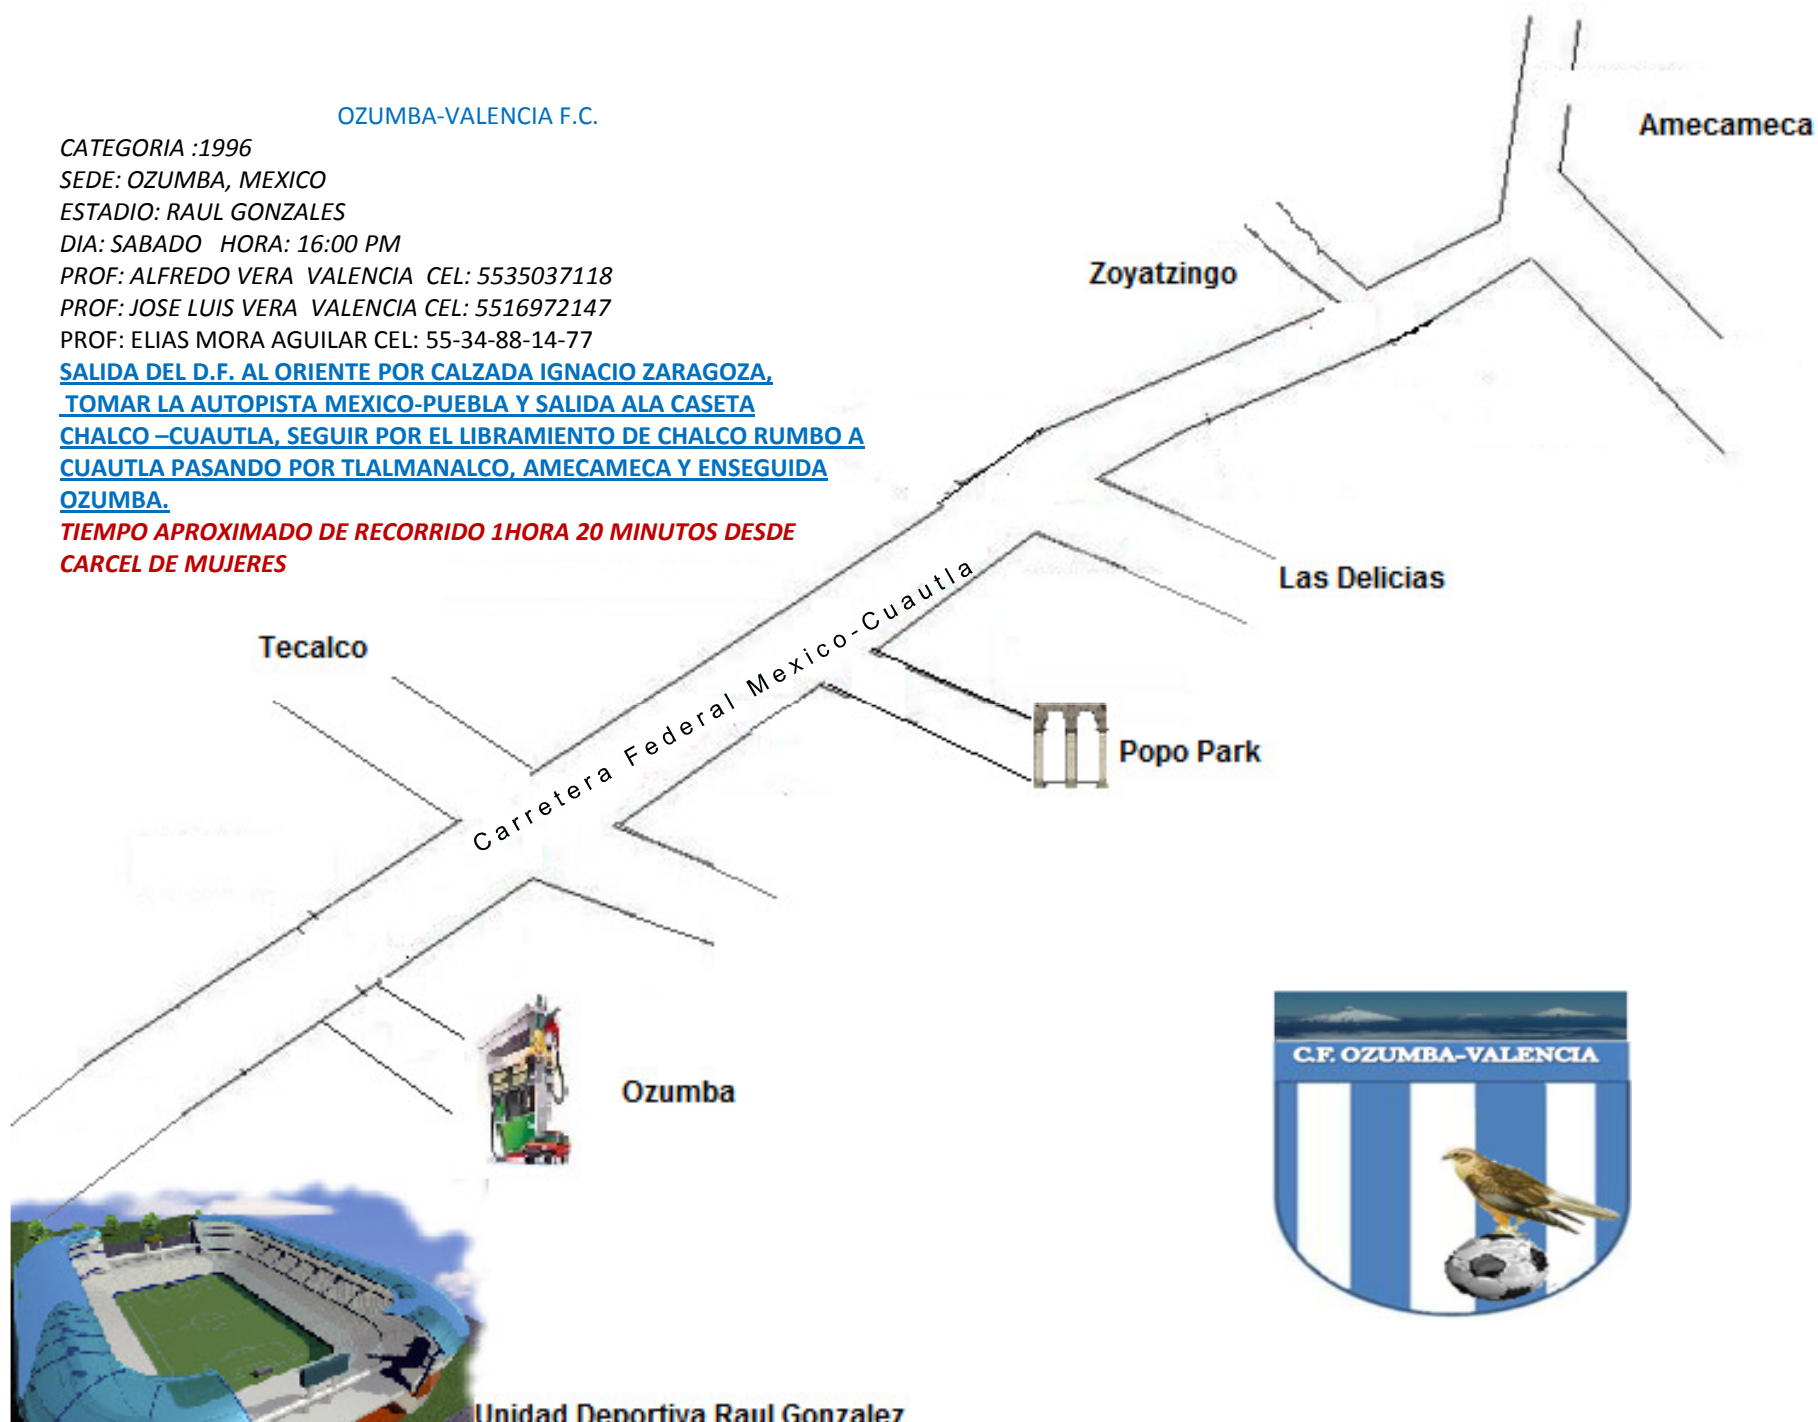 OZUMBA-VALENCIA F.C.
CATEGORIA :1996
SEDE: OZUMBA, MEXICO
ESTADIO: RAUL GONZALES
DIA: SABADO   HORA: 16:00 PM
PROF: ALFREDO VERA  VALENCIA  CEL: 5535037118
PROF: JOSE LUIS VERA  VALENCIA CEL: 5516972147
PROF: ELIAS MORA AGUILAR CEL: 55-34-88-14-77
SALIDA DEL D.F. AL ORIENTE POR CALZADA IGNACIO ZARAGOZA,
TOMAR LA AUTOPISTA MEXICO-PUEBLA Y SALIDA ALA CASETA
CHALCO –CUAUTLA, SEGUIR POR EL LIBRAMIENTO DE CHALCO RUMBO A
CUAUTLA PASANDO POR TLALMANALCO, AMECAMECA Y ENSEGUIDA
OZUMBA.
TIEMPO APROXIMADO DE RECORRIDO 1HORA 20 MINUTOS DESDE
CARCEL DE MUJERES
Amecameca
Zoyatzingo
Las Delicias
Tecalco
Carretera Federal Mexico-Cuautla
Popo Park
Ozumba
C.F. OZUMBA-VALENCIA
Unidad Deportiva Raul Gonzalez